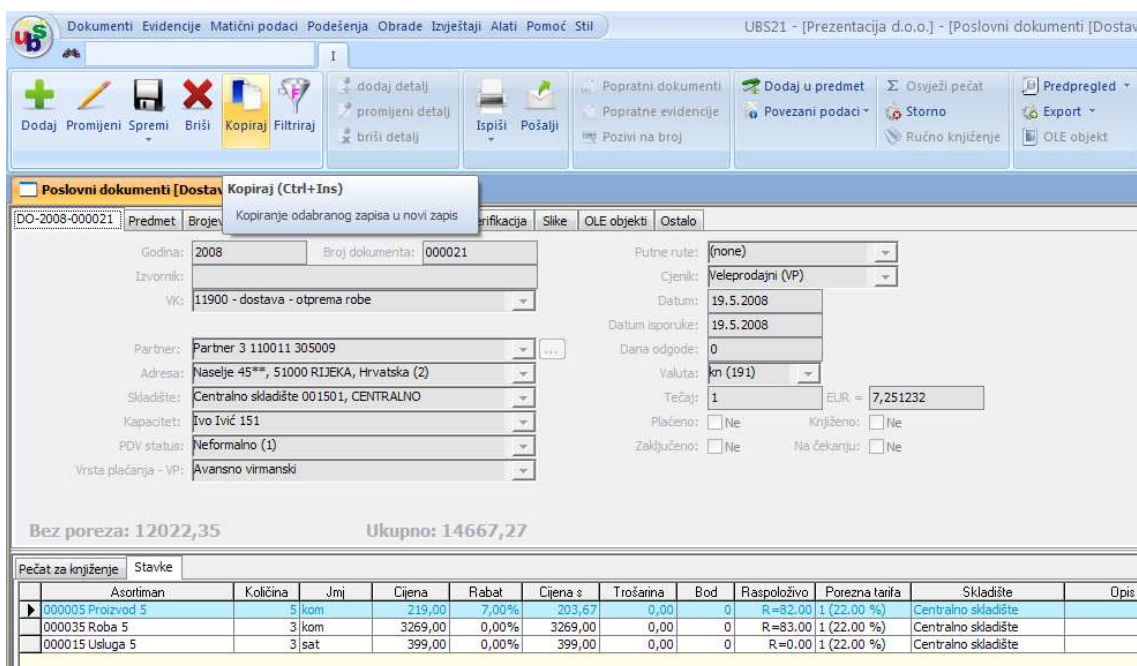 Dokumenti Evidencije Matični podaci Podešenja Obrade Izvještaji Alati Pomoć Stil
UBS21 - [Prezentacija d.o.o.] - [Poslovni dokumenti [Dostav
ubs
I
Dodaj Promijeni Spremi Briši Kopiraj Filtriraj
dodaj detalj
promijeni detalj
briši detalj
Ispiši Pošalji
Popratni dokumenti
Popratne evidencije
Pozivi na broj
Dodaj u predmet
Povezani podaci
Osvježi pečat
Storno
Ručno knjiženje
Predpregled
Export
OLE objekt
Poslovni dokumenti [Dostav
Kopiraj (Ctrl+Ins)
Kopiranje odabranog zapisa u novi zapis
DO-2008-000021 Predmet Brojev erifikacija Slike OLE objekti Ostalo
Godina: 2008 Broj dokumenta: 000021 Putne rute: (none)
Izvornik: Cjenik: Veleprodajni (VP)
VK: 11900 - dostava - otprema robe Datum: 19.5.2008
Datum isporuke: 19.5.2008
Partner: Partner 3 110011 305009 ... Dana odgode: 0
Adresa: Naselje 45**, 51000 RIJEKA, Hrvatska (2) Valuta: kn (191)
Skladište: Centralno skladište 001501, CENTRALNO Tečaj: 1 EUR = 7,251232
Kapacitet: Ivo Ivić 151 Plaćeno: Ne Knjiženo: Ne
PDV status: Neformalno (1) Zaključeno: Ne Na čekanju: Ne
Vrsta plaćanja - VP: Avansno virmanski
Bez poreza: 12022,35 Ukupno: 14667,27
Pečat za knjiženje Stavke
Asortiman Količina Jmj Cijena Rabat Cijena s Trošarina Bod Raspoloživo Porezna tarifa Skladište Opis
000005 Proizvod 5 5 kom 219,00 7,00% 203,67 0,00 0 R=82.00 1 (22.00 %) Centralno skladište
000035 Roba 5 3 kom 3269,00 0,00% 3269,00 0,00 0 R=83.00 1 (22.00 %) Centralno skladište
000015 Usluga 5 3 sat 399,00 0,00% 399,00 0,00 0 R=0.00 1 (22.00 %) Centralno skladište